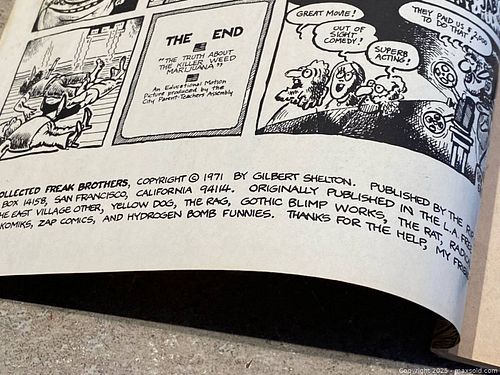 THE END
"THE TRUTH ABOUT
THE KILLER WEED
MARIJUANA"
An Educational Motion
Picture produced by the
City Parent-Teachers Assembly
GREAT MOVIE!
OUT OF
SIGHT
COMEDY!
SUPERB
ACTING!
THEY PAID US
TO DO THAT
COLLECTED FREAK BROTHERS, COPYRIGHT © 1971 BY GILBERT SHELTON. PUBLISHED BY THE
BOX 14158, SAN FRANCISCO, CALIFORNIA 94114. ORIGINALLY PUBLISHED IN THE L.A. FREE
THE EAST VILLAGE OTHER, YELLOW DOG, THE RAG, GOTHIC BLIMP WORKS, THE RAT, RADICAL
KOMIKS, ZAP COMICS, AND HYDROGEN BOMB FUNNIES. THANKS FOR THE HELP, MY
Copyright 2025 - maxsold.com